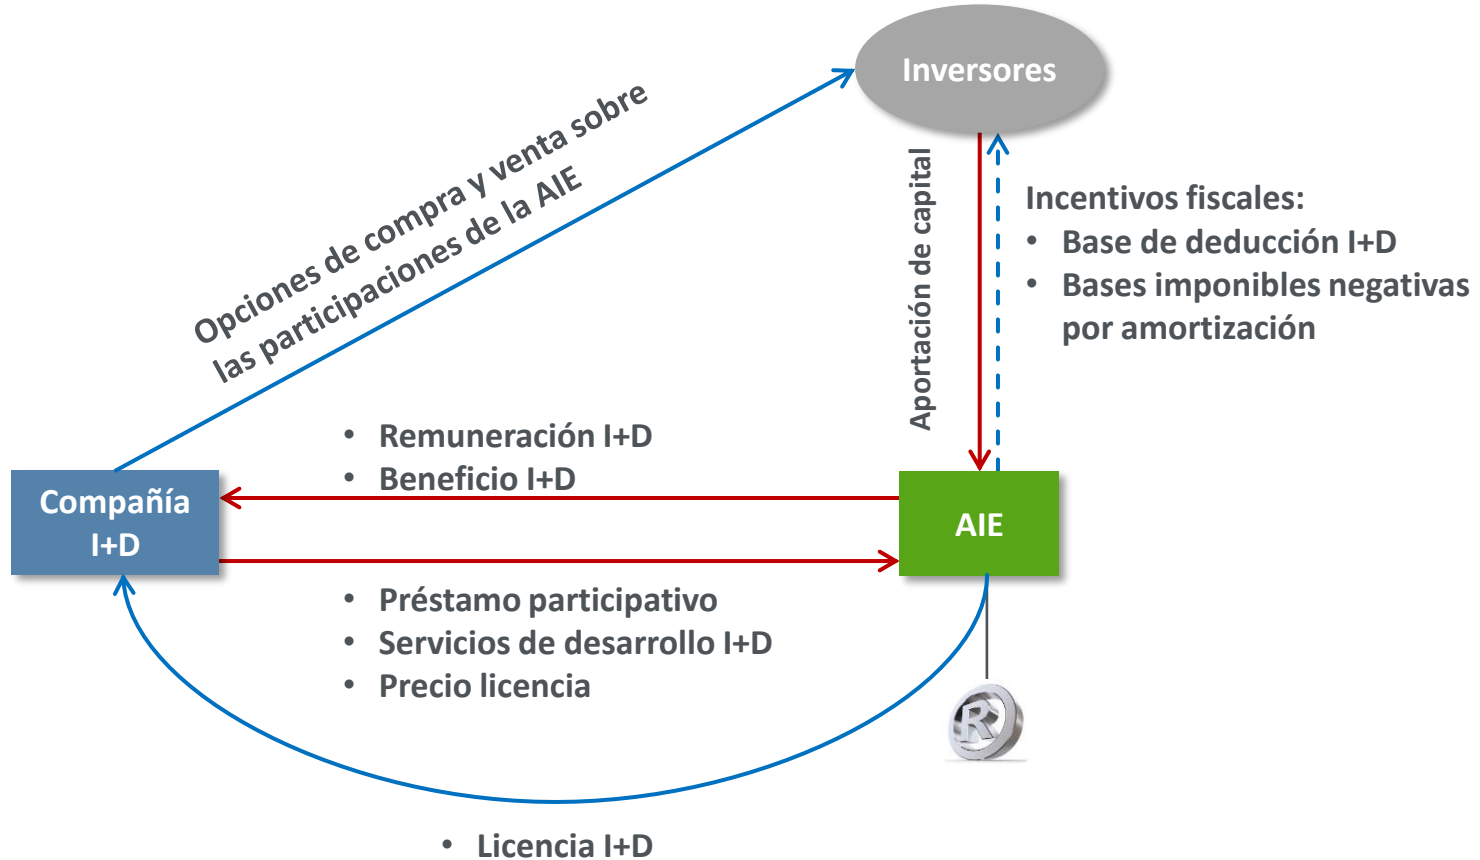 Inversores
Opciones de compra y venta sobre
las participaciones de la AIE
Aportación de capital
Incentivos fiscales:
• Base de deducción I+D
• Bases imponibles negativas
por amortización
• Remuneración I+D
• Beneficio I+D
Compañía
I+D
AIE
• Préstamo participativo
• Servicios de desarrollo I+D
• Precio licencia
R
• Licencia I+D